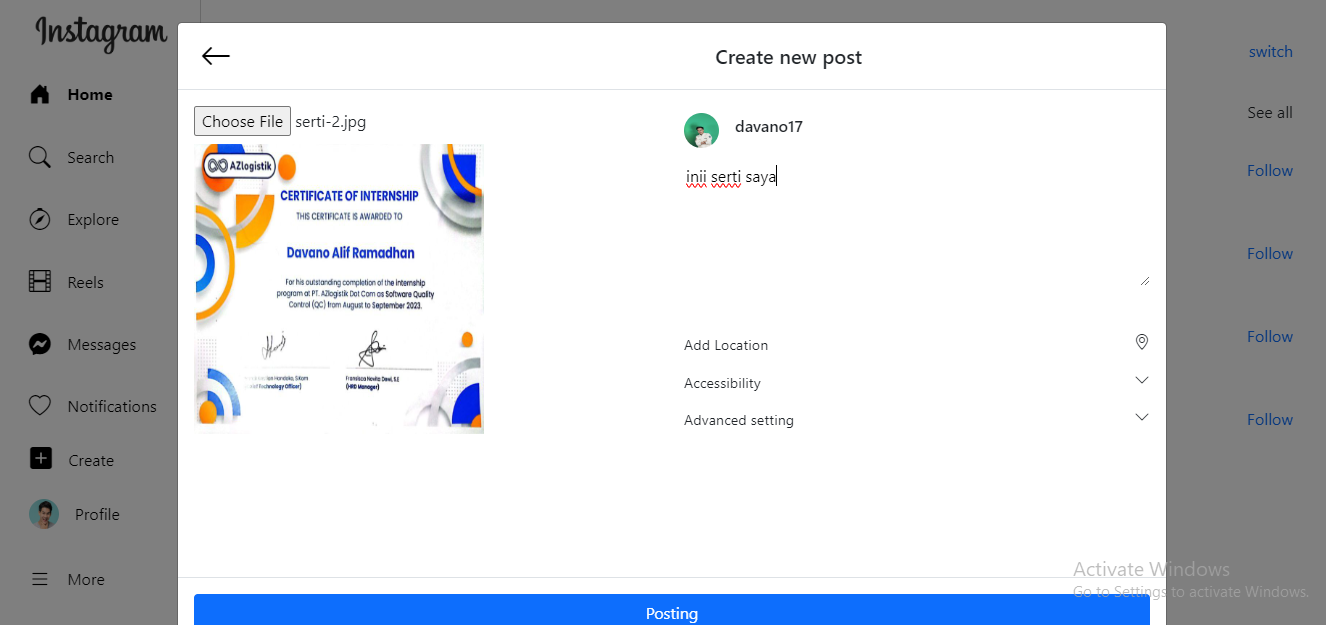 Instagram
Home
Search
Explore
Reels
Messages
Notifications
Create
Profile
More
Create new post
Choose File serti-2.jpg
AZlogistik
CERTIFICATE OF INTERNSHIP
THIS CERTIFICATE IS AWARDED TO
Davano Alif Ramadhan
For his outstanding completion of the internship
program at PT. AZlogistik Dot Com as Software Quality
Control (QC) from August to September 2023.
Handoko, S.Kom
Technology Officer)
Fransisca Novita Dewi, S.E
(HRD Manager)
davano17
inii serti saya
Add Location
Accessibility
Advanced setting
Posting
switch
See all
Follow
Follow
Follow
Follow
Activate Windows
Go to Settings to activate Windows.